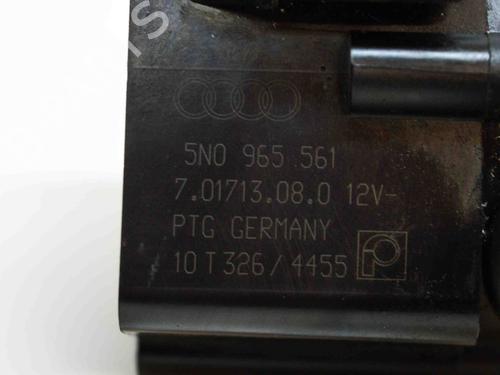 5N0 965 561
7.01713.08.0 12V-
PTG GERMANY
10 T 326 / 4455